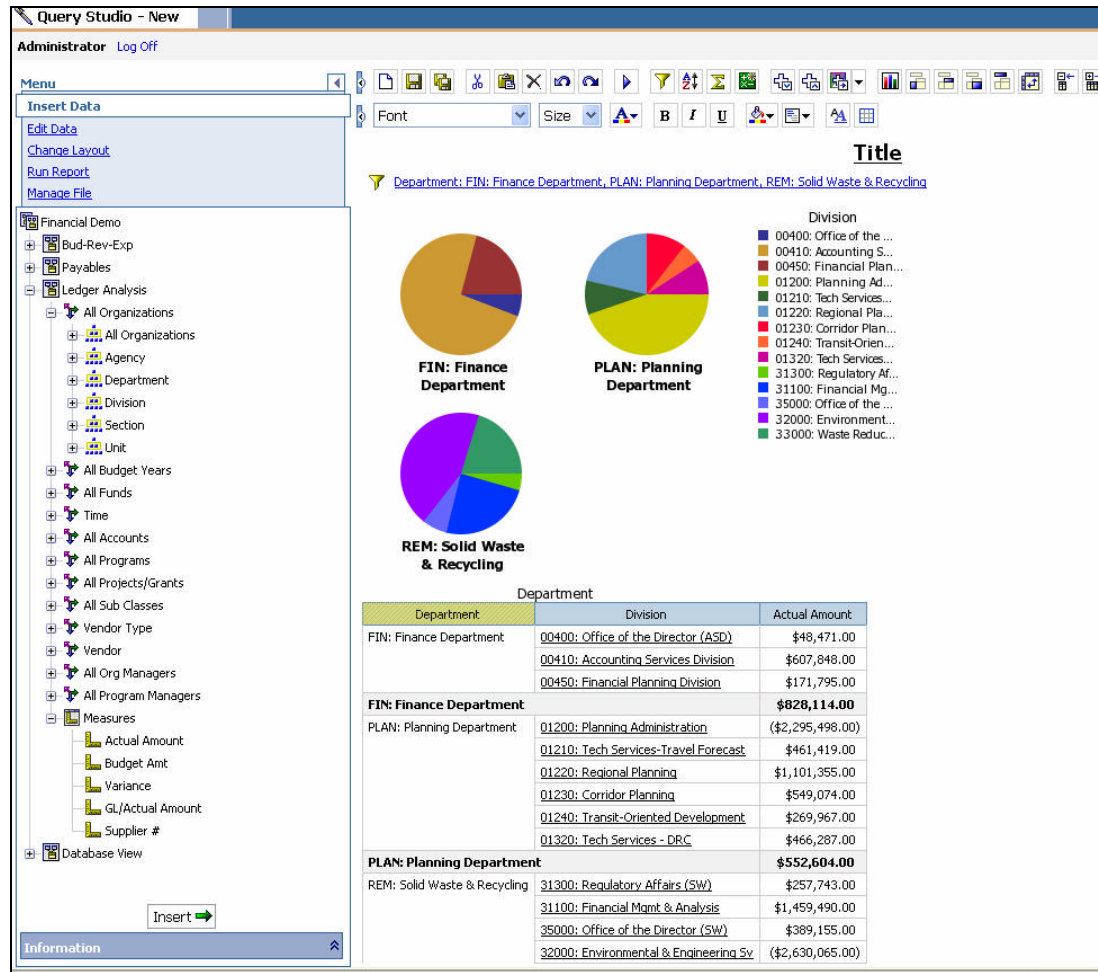 Query Studio - New
Administrator Log Off
Menu
Insert Data
Edit Data
Change Layout
Run Report
Manage File
Financial Demo
Bud-Rev-Exp
Payables
Ledger Analysis
All Organizations
All Organizations
Agency
Department
Division
Section
Unit
All Budget Years
All Funds
Time
All Accounts
All Programs
All Projects/Grants
All Sub Classes
Vendor Type
Vendor
All Org Managers
All Program Managers
Measures
Actual Amount
Budget Amt
Variance
GL/Actual Amount
Supplier #
Database View
Insert
Information
Font Size A B I U
Title
Department: FIN: Finance Department, PLAN: Planning Department, REM: Solid Waste & Recycling
FIN: Finance
Department
PLAN: Planning
Department
REM: Solid Waste
& Recycling
Division
00400: Office of the ...
00410: Accounting S...
00450: Financial Plan...
01200: Planning Ad...
01210: Tech Services...
01220: Regional Pla...
01230: Corridor Plan...
01240: Transit-Orien...
01320: Tech Services...
31300: Regulatory Af...
31100: Financial Mg...
35000: Office of the ...
32000: Environment...
33000: Waste Reduc...
Department
Department Division Actual Amount
FIN: Finance Department 00400: Office of the Director (ASD) $48,471.00
00410: Accounting Services Division $607,848.00
00450: Financial Planning Division $171,795.00
FIN: Finance Department $828,114.00
PLAN: Planning Department 01200: Planning Administration ($2,295,498.00)
01210: Tech Services-Travel Forecast $461,419.00
01220: Regional Planning $1,101,355.00
01230: Corridor Planning $549,074.00
01240: Transit-Oriented Development $269,967.00
01320: Tech Services - DRC $466,287.00
PLAN: Planning Department $552,604.00
REM: Solid Waste & Recycling 31300: Regulatory Affairs (SW) $257,743.00
31100: Financial Mgmt & Analysis $1,459,490.00
35000: Office of the Director (SW) $389,155.00
32000: Environmental & Engineering Sv ($2,630,065.00)